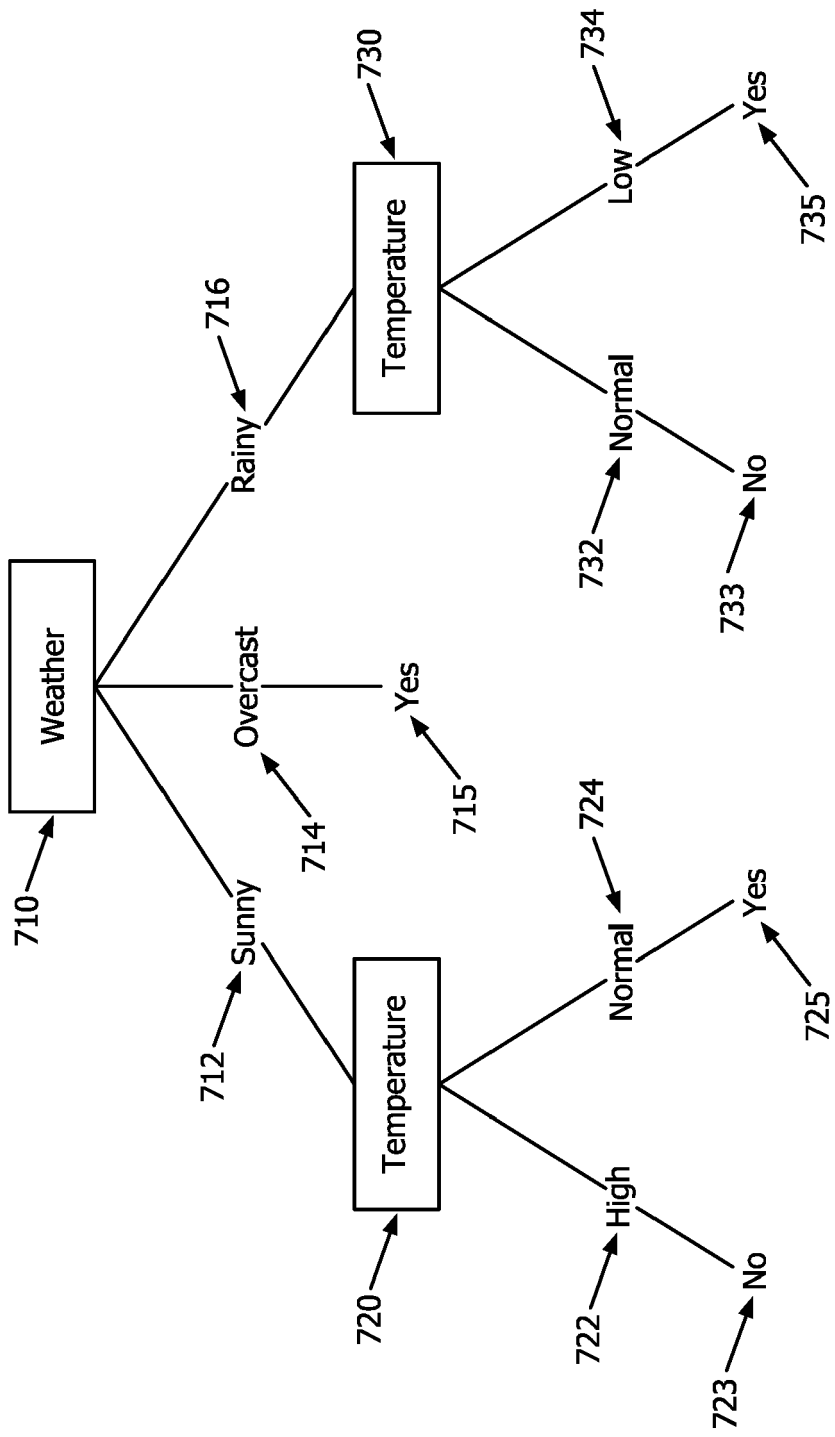 710
Weather
712
Sunny
714
Overcast
Rainy
716
715
Yes
720
Temperature
Temperature
730
722
High
Normal
724
732
Normal
Low
734
723
No
Yes
725
733
No
Yes
735